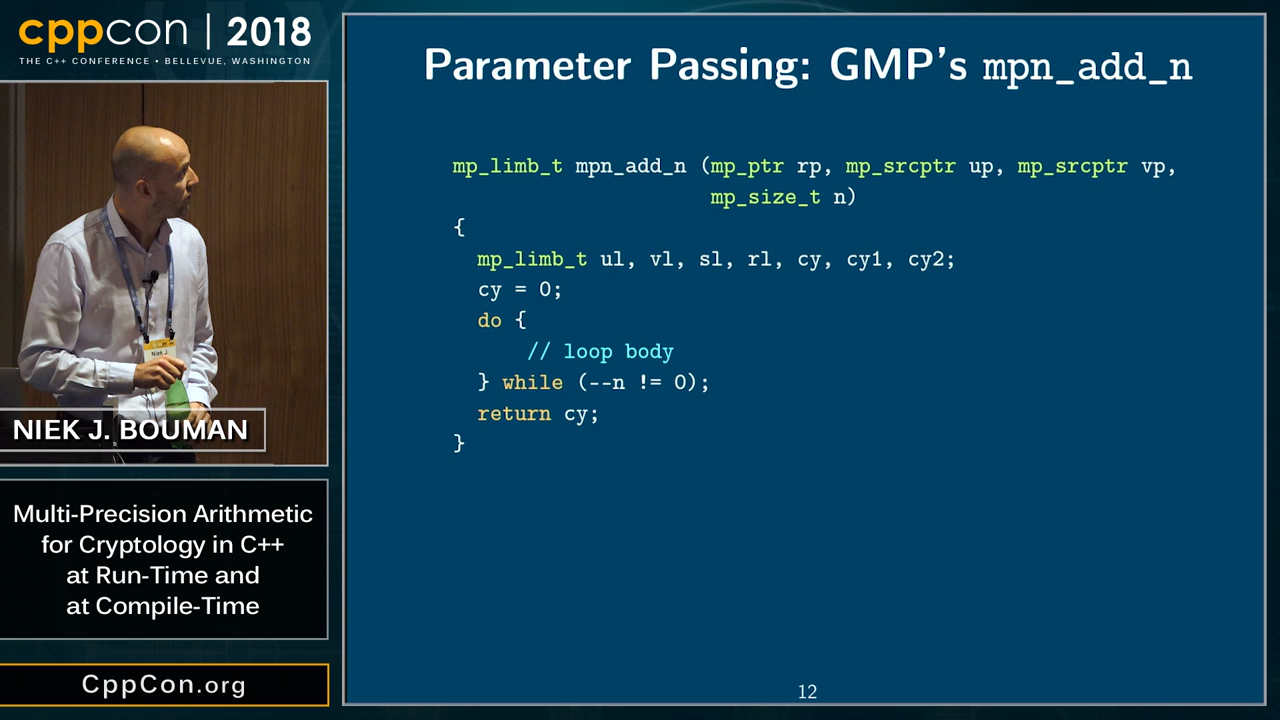 cppcon | 2018
THE C++ CONFERENCE • BELLEVUE, WASHINGTON
Niek J.
NIEK J. BOUMAN
Multi-Precision Arithmetic
for Cryptology in C++
at Run-Time and
at Compile-Time
CppCon.org
Parameter Passing: GMP's mpn_add_n
mp_limb_t mpn_add_n (mp_ptr rp, mp_srcptr up, mp_srcptr vp,
mp_size_t n)
{
mp_limb_t ul, vl, sl, rl, cy, cy1, cy2;
cy = 0;
do {
// loop body
} while (--n != 0);
return cy;
}
12